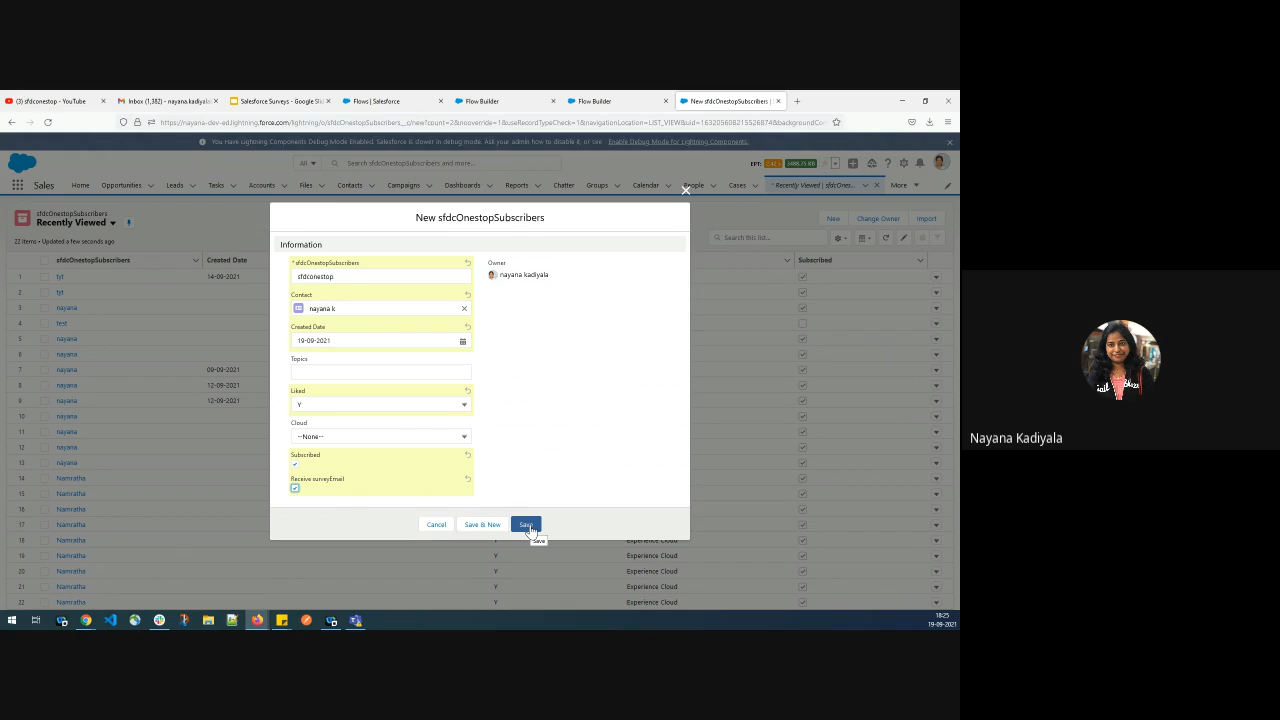 (3) sfdconestop - YouTube
Inbox (1,382) - nayana.kadiyala
Salesforce Surveys - Google Slid
Flows | Salesforce
Flow Builder
Flow Builder
New sfdcOnestopSubscribers |
You Have Lightning Components Debug Mode Enabled. Salesforce is slower in debug mode. Ask your admin how to disable it, or see Enable Debug Mode for Lightning Components.
All
Search sfdcOnestopSubscribers and more...
EPT:
Sales
Home
Opportunities
Leads
Tasks
Accounts
Files
Contacts
Campaigns
Dashboards
Reports
Chatter
Groups
Calendar
People
Cases
* Recently Viewed | sfdcOnes...
More
sfdcOnestopSubscribers
Recently Viewed
22 items • Updated a few seconds ago
New
Change Owner
Import
Search this list...
sfdcOnestopSubscribers
Created Date
Subscribed
1 tyt 14-09-2021
2 tyt
3 nayana
4 test
5 nayana
6 nayana
7 nayana 09-09-2021
8 nayana 12-09-2021
9 nayana 12-09-2021
10 nayana
11 nayana
12 nayana
13 nayana
14 Namratha
15 Namratha
16 Namratha
17 Namratha
18 Namratha Y Experience Cloud
19 Namratha Y Experience Cloud
20 Namratha Y Experience Cloud
21 Namratha Y Experience Cloud
22 Namratha Y Experience Cloud
New sfdcOnestopSubscribers
Information
* sfdcOnestopSubscribers
sfdconestop
Owner
nayana kadiyala
Contact
nayana k
Created Date
19-09-2021
Topics
Liked
Y
Cloud
--None--
Subscribed
Receive surveyEmail
Cancel
Save & New
Save
Save
18:25
19-09-2021
Nayana Kadiyala